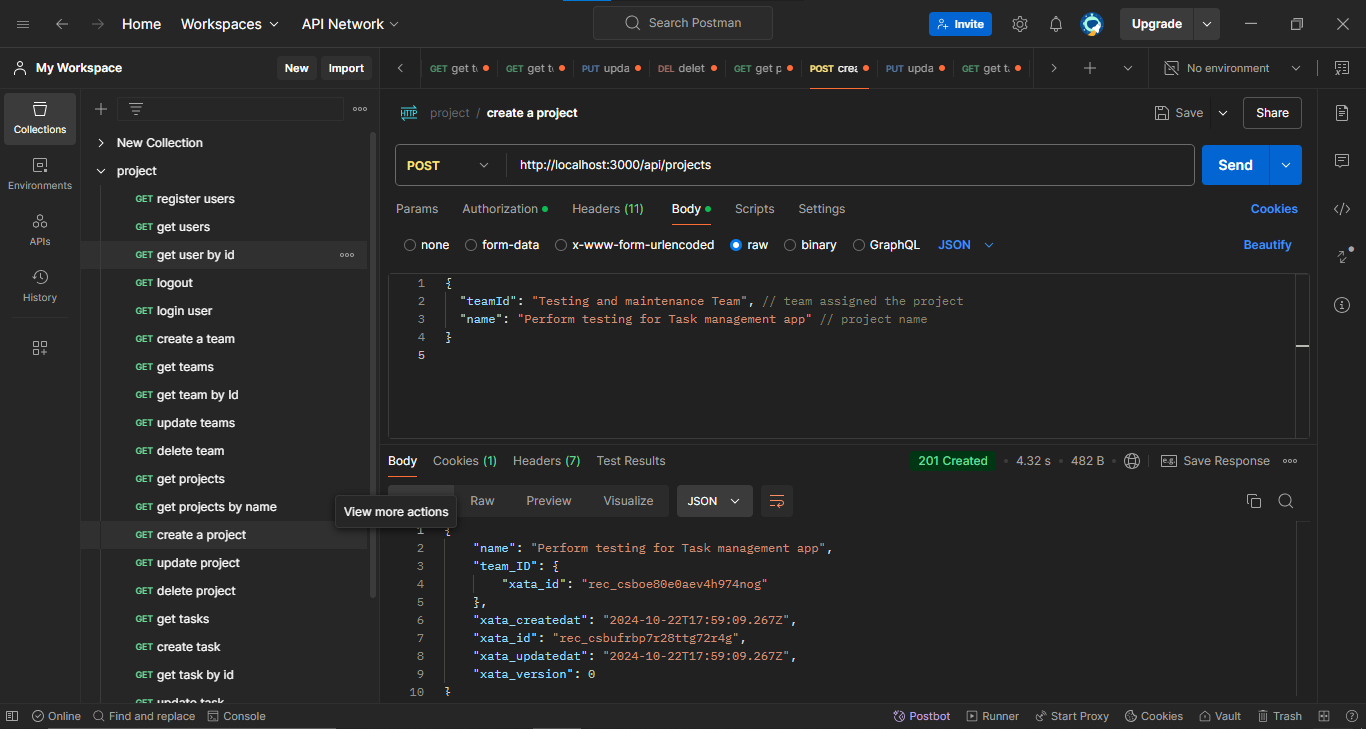 Home Workspaces API Network Search Postman Invite Upgrade
My Workspace New Import GET get t DEL GET get t PUT upda DEL delet GET get p POST crea PUT upda GET get t No environment
Collections
Environments
APIs
History
New Collection
project
GET register users
GET get users
GET get user by id
GET logout
GET login user
GET create a team
GET get teams
GET get team by Id
GET update teams
GET delete team
GET get projects
GET get projects by name
GET create a project
GET update project
GET delete project
GET get tasks
GET create task
GET get task by id
GET update task
View more actions
HTTP project / create a project Save Share
POST http://localhost:3000/api/projects Send
Params Authorization Headers (11) Body Scripts Settings Cookies
none form-data x-www-form-urlencoded raw binary GraphQL JSON Beautify
1 {
2 "teamId": "Testing and maintenance Team", // team assigned the project
3 "name": "Perform testing for Task management app" // project name
4 }
5
Body Cookies (1) Headers (7) Test Results 201 Created 4.32 s 482 B e.g. Save Response
Raw Preview Visualize JSON
1 {
2 "name": "Perform testing for Task management app",
3 "team_ID": {
4 "xata_id": "rec_csboe80e0aev4h974nog"
5 },
6 "xata_createdat": "2024-10-22T17:59:09.267Z",
7 "xata_id": "rec_csbufrbp7r28ttg72r4g",
8 "xata_updatedat": "2024-10-22T17:59:09.267Z",
9 "xata_version": 0
10 }
Online Find and replace Console Postbot Runner Start Proxy Cookies Vault Trash